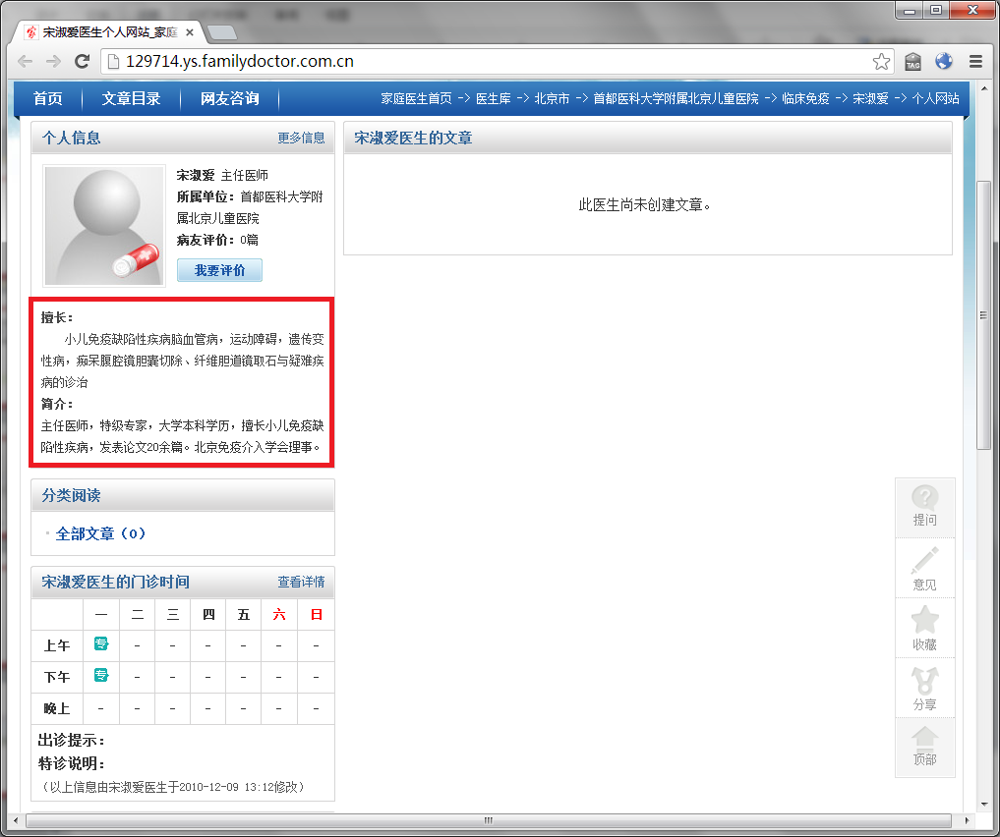 宋淑爱医生个人网站_家庭
129714.ys.familydoctor.com.cn
TAG
首页 文章目录 网友咨询
家庭医生首页 -> 医生库 -> 北京市 -> 首都医科大学附属北京儿童医院 -> 临床免疫 -> 宋淑爱 -> 个人网站
个人信息 更多信息
宋淑爱 主任医师
所属单位：首都医科大学附
属北京儿童医院
病友评价：0篇
我要评价
擅长：
小儿免疫缺陷性疾病脑血管病，运动障碍，遗传变
性病，痴呆腹腔镜胆囊切除、纤维胆道镜取石与疑难疾
病的诊治
简介：
主任医师，特级专家，大学本科学历，擅长小儿免疫缺
陷性疾病，发表论文20余篇。北京免疫介入学会理事。
分类阅读
全部文章（0）
宋淑爱医生的门诊时间 查看详情
一 二 三 四 五 六 日
上午 专 - - - - - -
下午 专 - - - - - -
晚上 - - - - - - -
出诊提示：
特诊说明：
（以上信息由宋淑爱医生于2010-12-09 13:12修改）
宋淑爱医生的文章
此医生尚未创建文章。
提问
意见
收藏
分享
顶部